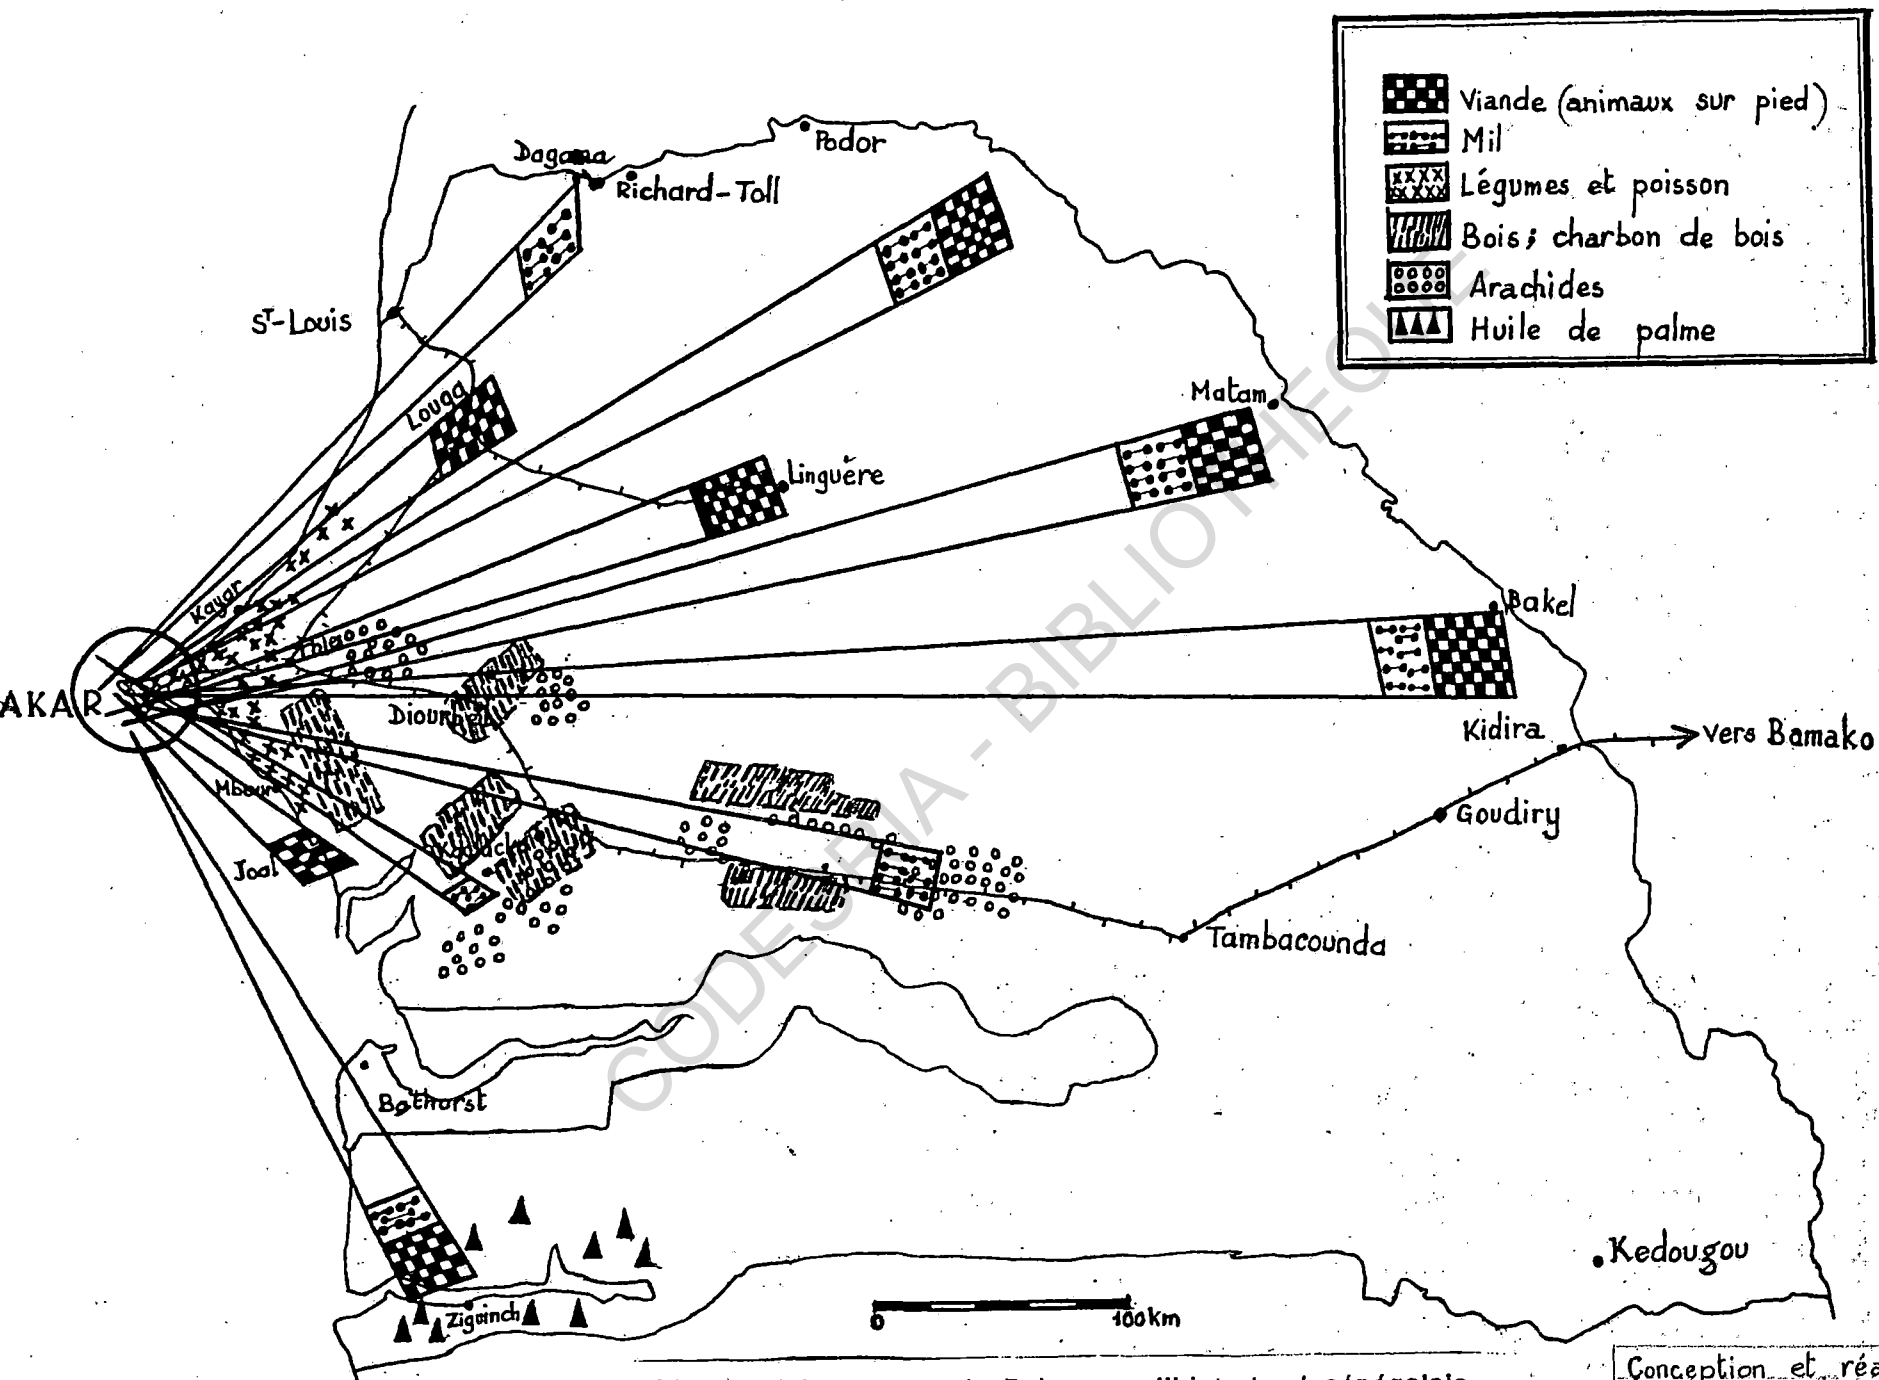 Viande (animaux sur pied)
Mil
Légumes et poisson
Bois; charbon de bois
Arachides
Huile de palme
Dagana
Podor
Richard-Toll
ST-Louis
Louga
Matam
Linguère
Kayar
Bakel
AKAR
Diourbel
Kidira
Vers Bamako
Mbour
Goudiry
Joal
Tambacounda
Bathurst
Kedougou
Ziguinch
0 100km
Conception et réa
CODESRIA - BIBLIOTHEQUE